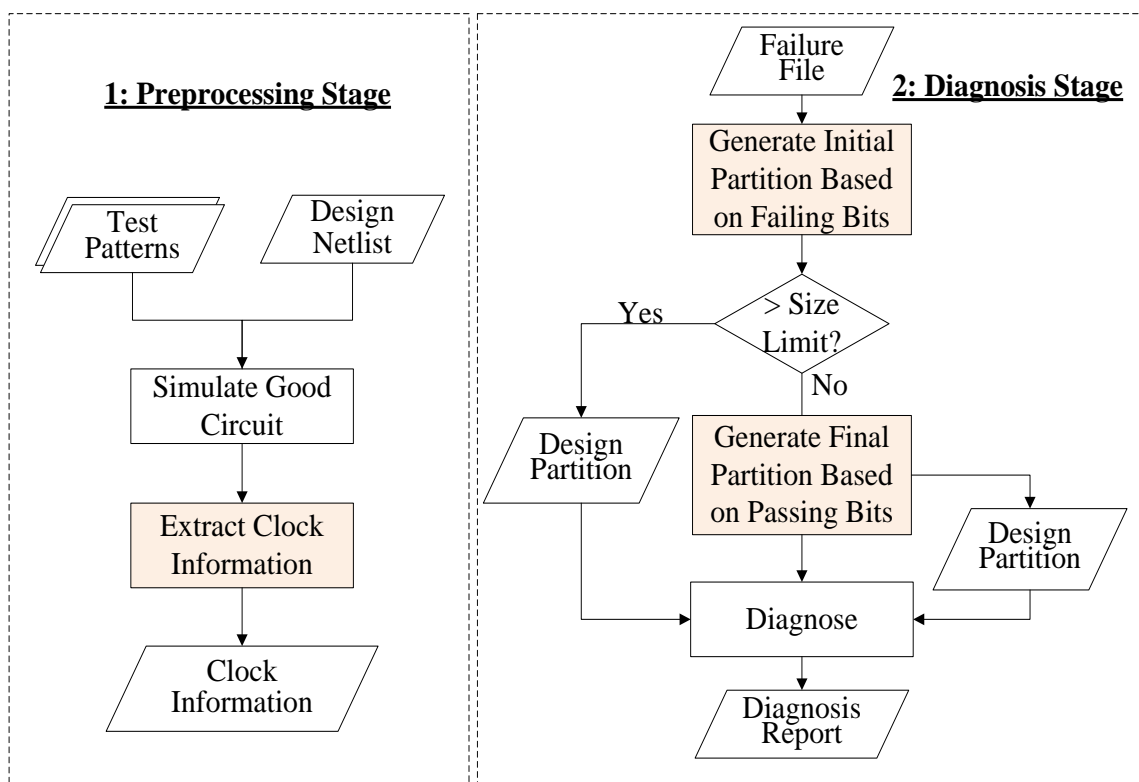 1: Preprocessing Stage
Test
Patterns
Design
Netlist
Simulate Good
Circuit
Extract Clock
Information
Clock
Information
2: Diagnosis Stage
Failure
File
Generate Initial
Partition Based
on Failing Bits
> Size
Limit?
Yes
No
Design
Partition
Generate Final
Partition Based
on Passing Bits
Design
Partition
Diagnose
Diagnosis
Report